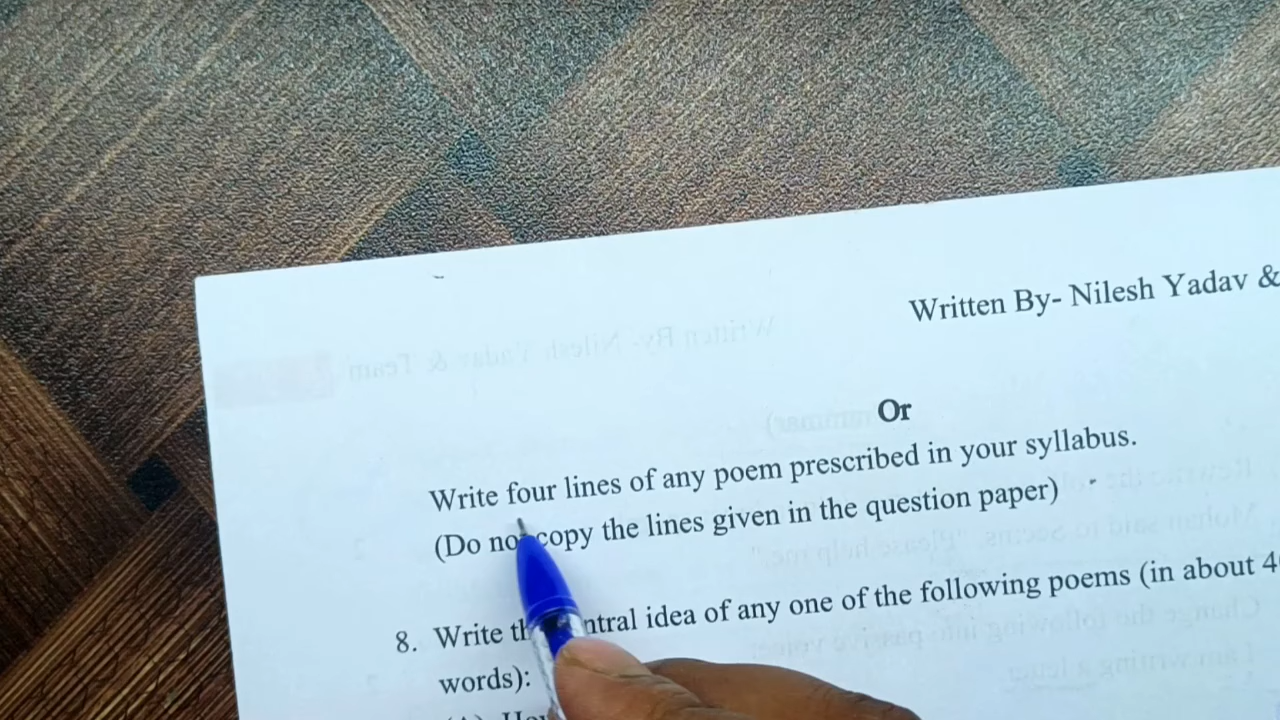 Written By- Nilesh Yadav &
Or
Write four lines of any poem prescribed in your syllabus.
(Do not copy the lines given in the question paper)
8. Write the central idea of any one of the following poems (in about
words):